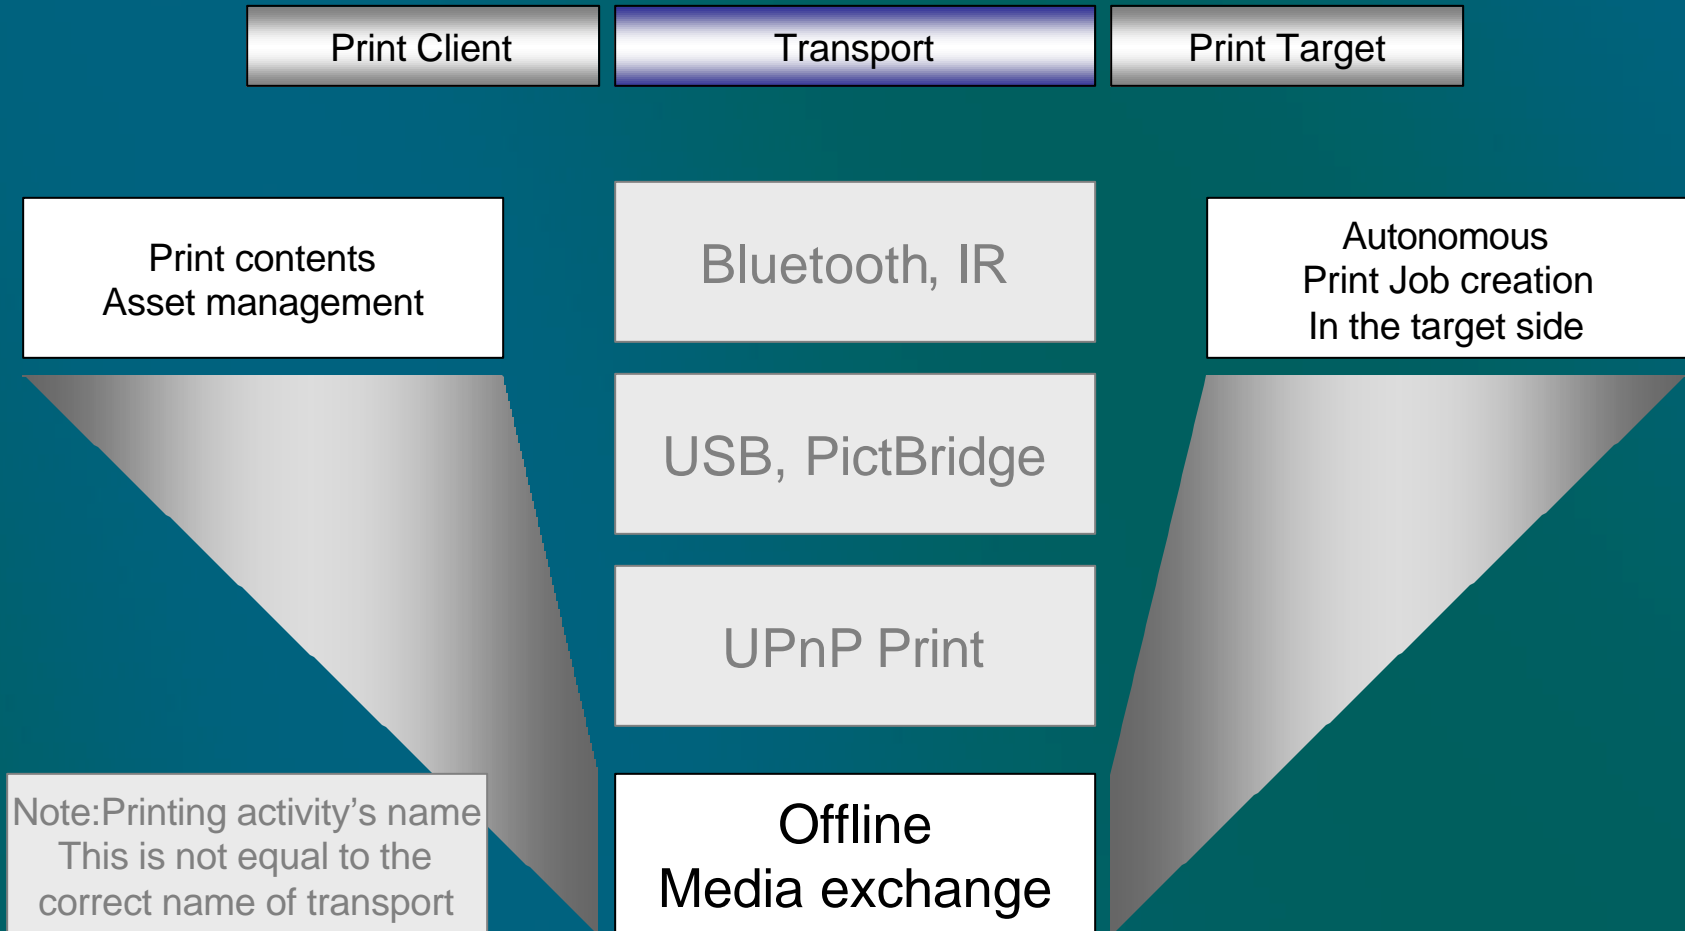 Print Client
Transport
Print Target
Print contents
Asset management
Bluetooth, IR
Autonomous
Print Job creation
In the target side
USB, PictBridge
UPnP Print
Note:Printing activity’s name
This is not equal to the
correct name of transport
Offline
Media exchange